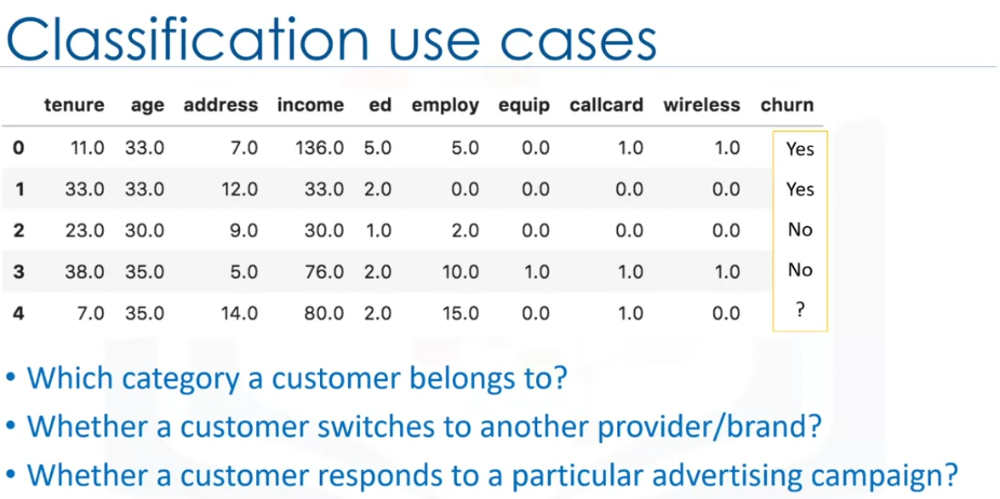 Classification use cases
tenure age address income ed employ equip callcard wireless churn
0 11.0 33.0 7.0 136.0 5.0 5.0 0.0 1.0 1.0 Yes
1 33.0 33.0 12.0 33.0 2.0 0.0 0.0 0.0 0.0 Yes
2 23.0 30.0 9.0 30.0 1.0 2.0 0.0 0.0 0.0 No
3 38.0 35.0 5.0 76.0 2.0 10.0 1.0 1.0 1.0 No
4 7.0 35.0 14.0 80.0 2.0 15.0 0.0 1.0 0.0 ?
• Which category a customer belongs to?
• Whether a customer switches to another provider/brand?
• Whether a customer responds to a particular advertising campaign?